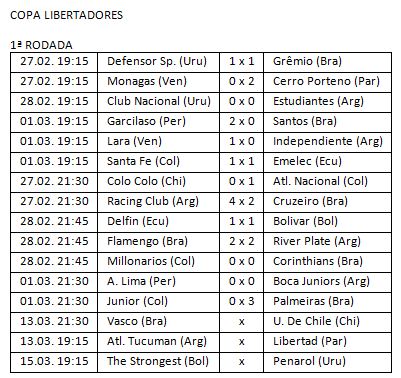 COPA LIBERTADORES
1ª RODADA
27.02. 19:15 Defensor Sp. (Uru) 1 x 1 Grêmio (Bra)
27.02. 19:15 Monagas (Ven) 0 x 2 Cerro Porteno (Par)
28.02. 19:15 Club Nacional (Uru) 0 x 0 Estudiantes (Arg)
01.03. 19:15 Garcilaso (Per) 2 x 0 Santos (Bra)
01.03. 19:15 Lara (Ven) 1 x 0 Independiente (Arg)
01.03. 19:15 Santa Fe (Col) 1 x 1 Emelec (Ecu)
27.02. 21:30 Colo Colo (Chi) 0 x 1 Atl. Nacional (Col)
27.02. 21:30 Racing Club (Arg) 4 x 2 Cruzeiro (Bra)
28.02. 21:45 Delfin (Ecu) 1 x 1 Bolivar (Bol)
28.02. 21:45 Flamengo (Bra) 2 x 2 River Plate (Arg)
28.02. 21:45 Millonarios (Col) 0 x 0 Corinthians (Bra)
01.03. 21:30 A. Lima (Per) 0 x 0 Boca Juniors (Arg)
01.03. 21:30 Junior (Col) 0 x 3 Palmeiras (Bra)
13.03. 21:30 Vasco (Bra) x U. De Chile (Chi)
13.03. 19:15 Atl. Tucuman (Arg) x Libertad (Par)
15.03. 19:15 The Strongest (Bol) x Penarol (Uru)